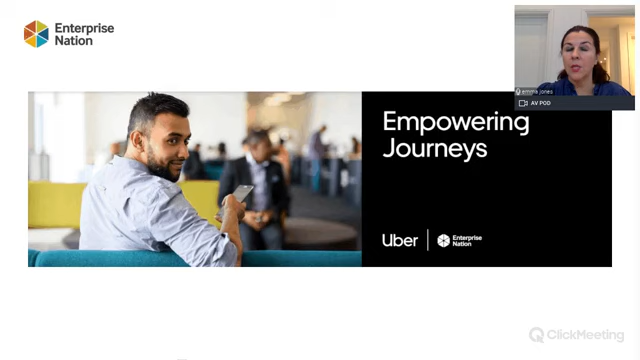 Enterprise
Nation
emma jones
AV POD
Empowering
Journeys
Uber
Enterprise
Nation
ClickMeeting